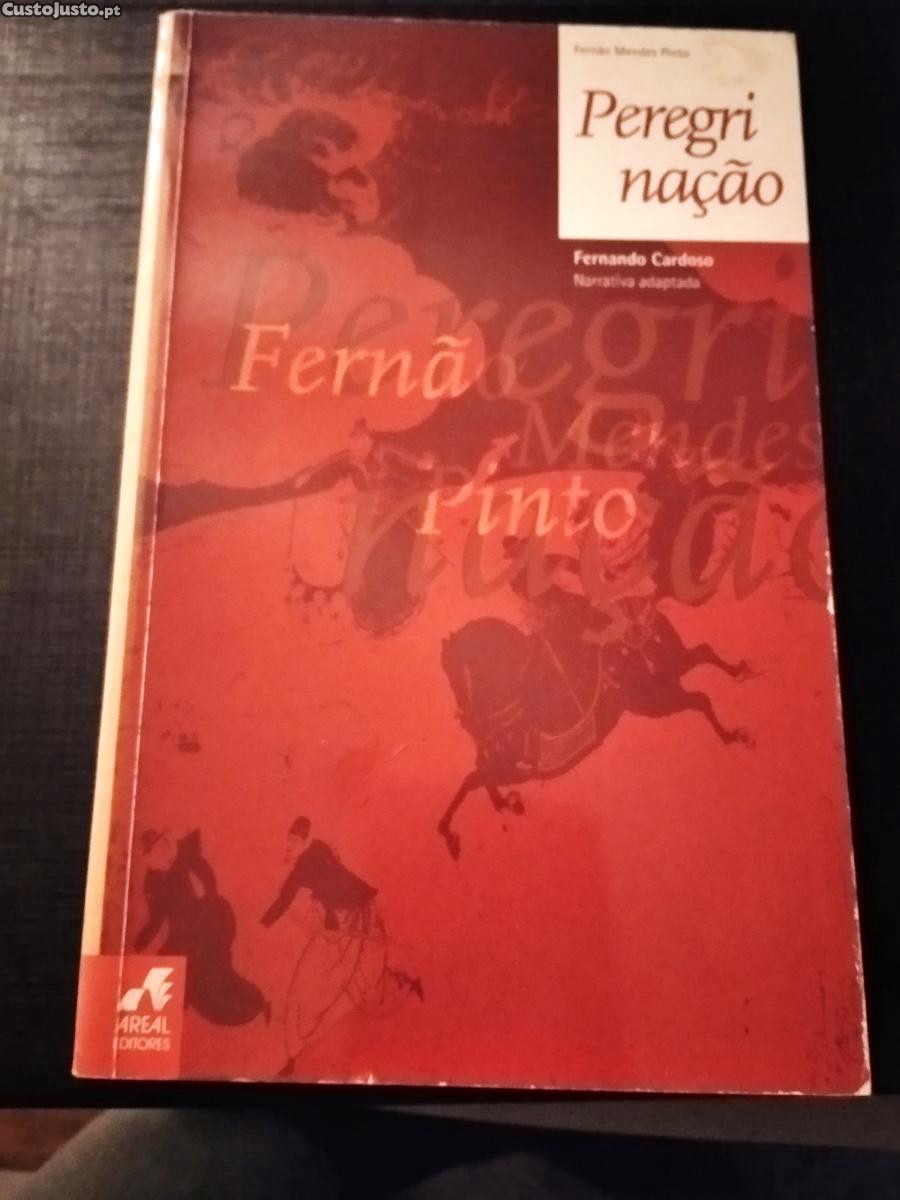 CustoJusto.pt
Fernão Mendes Pinto
Peregri
nação
Fernando Cardoso
Narrativa adaptada
Peregri
Fernão
Mendes
Pinto
nação
AREAL
EDITORES